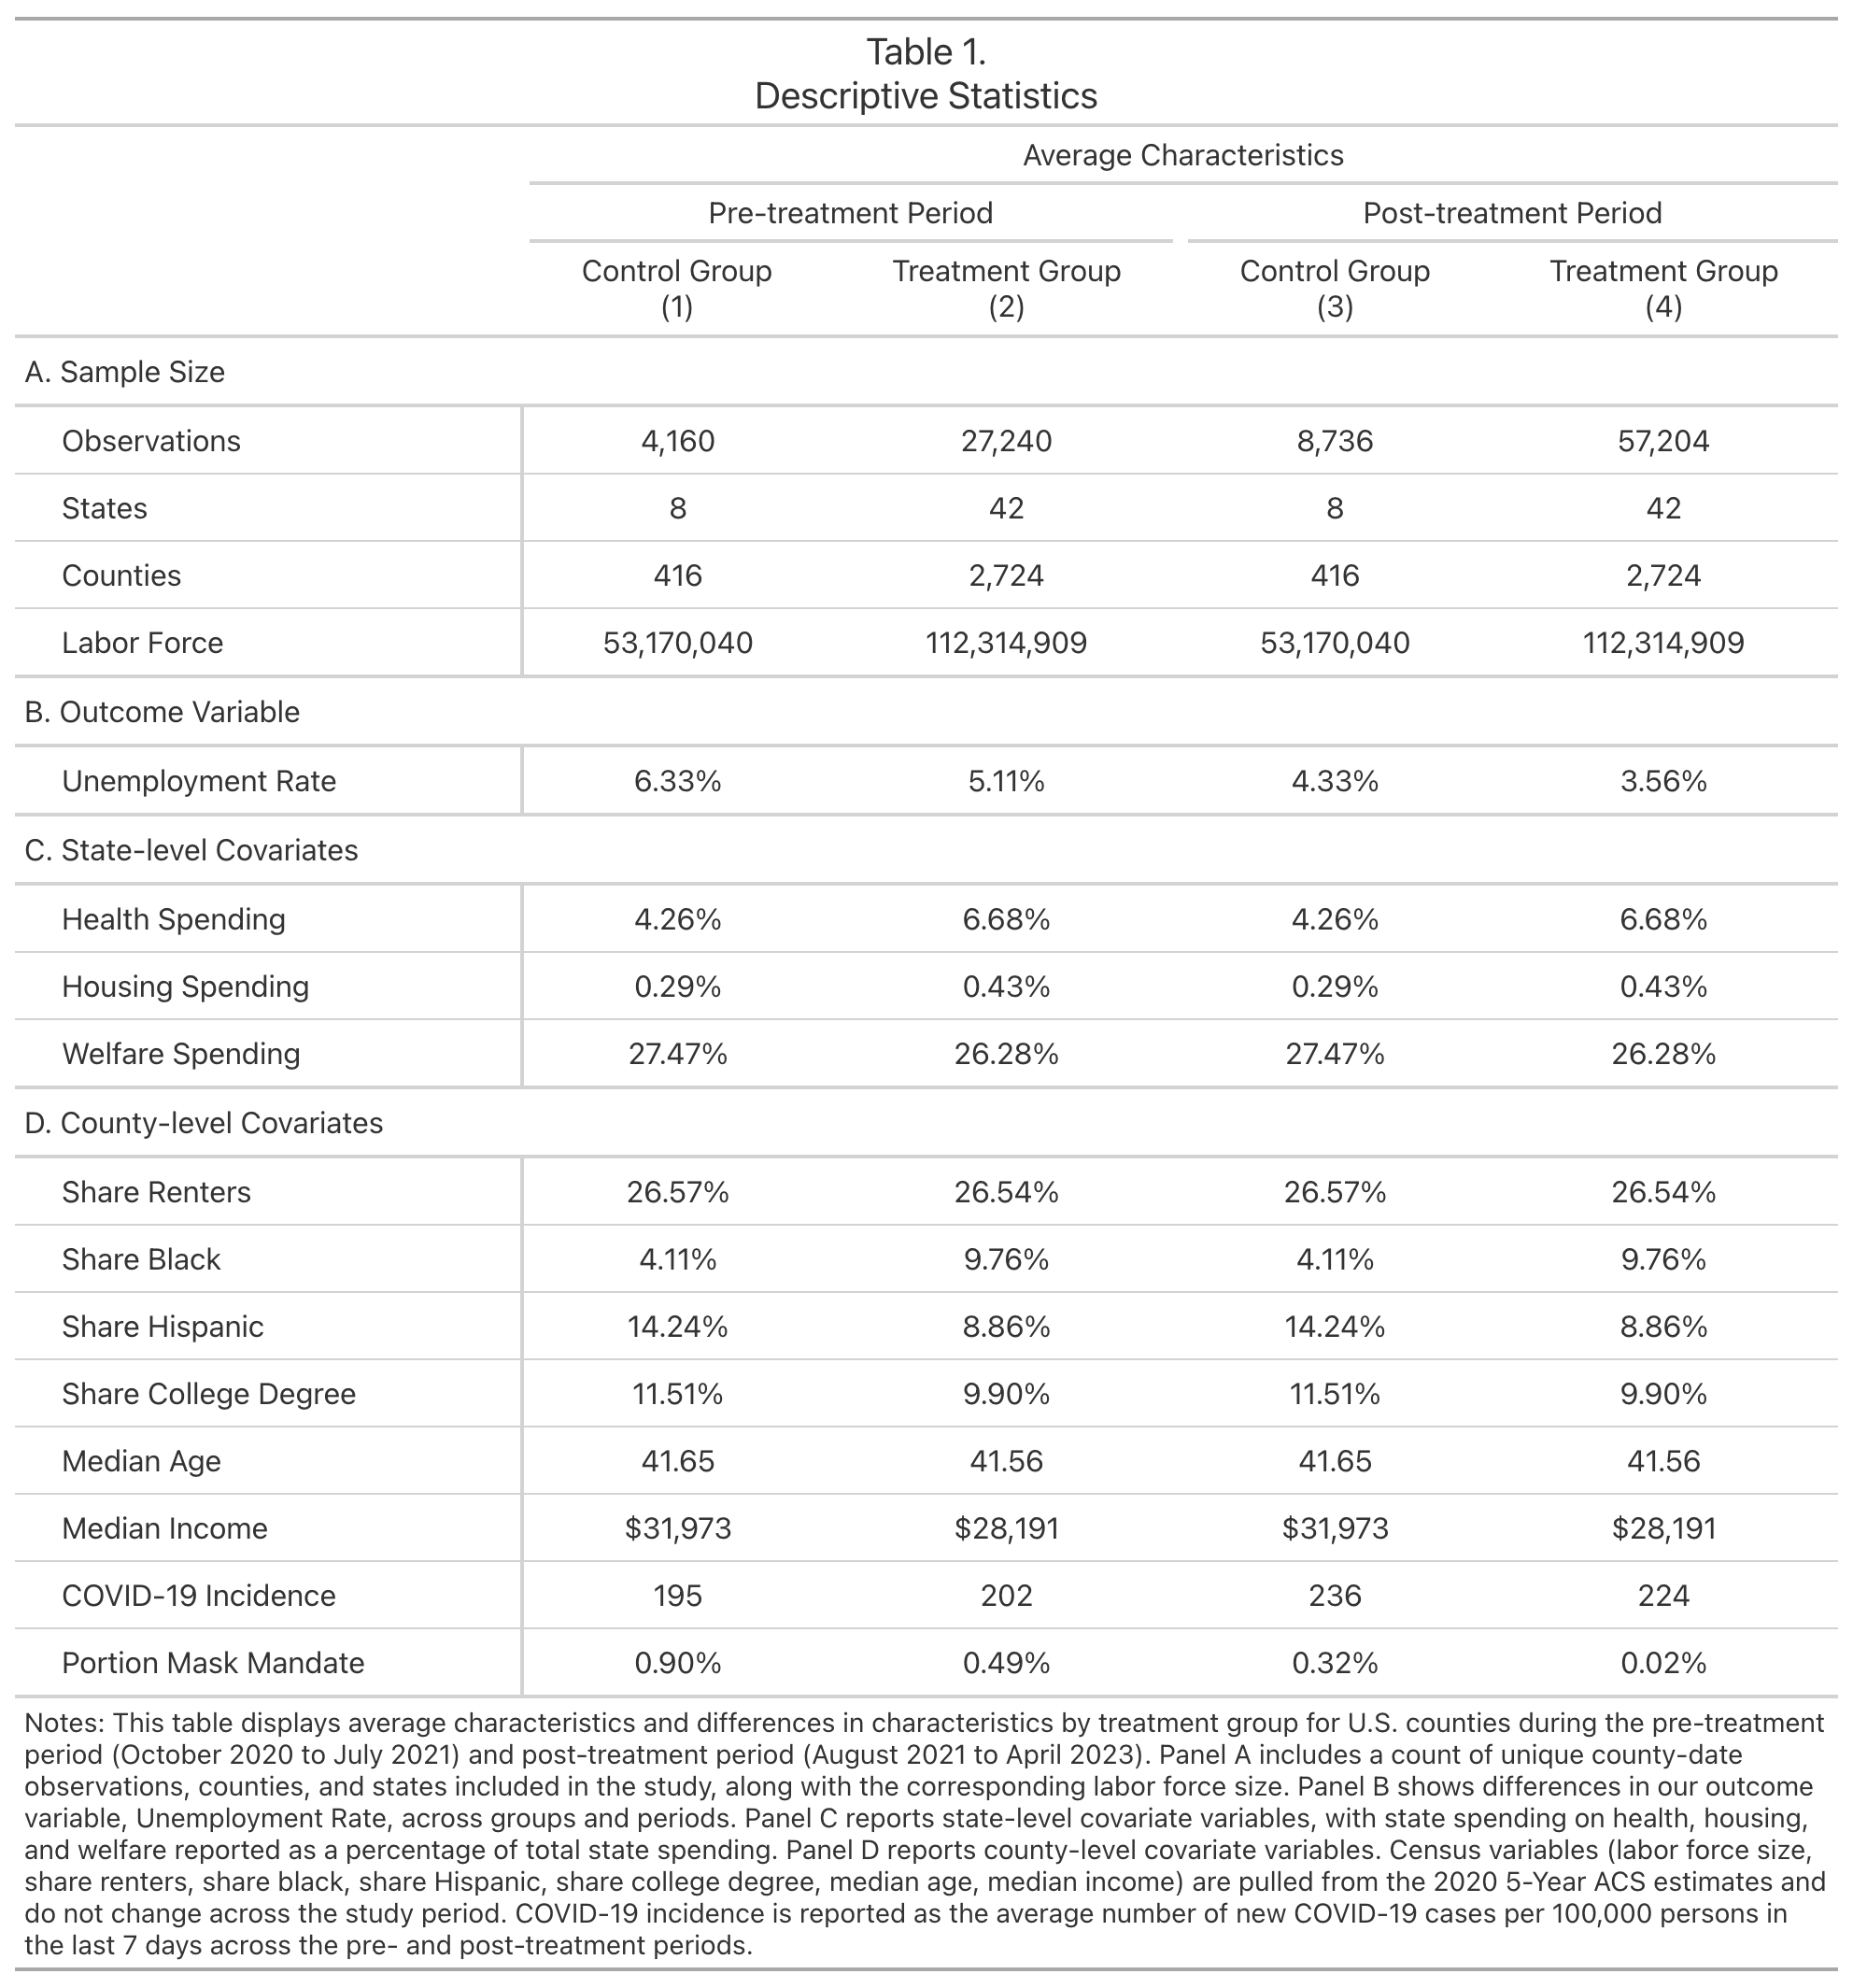 Table 1.
Descriptive Statistics
Average Characteristics
Pre-treatment Period Post-treatment Period
Control Group Treatment Group Control Group Treatment Group
(1) (2) (3) (4)
A. Sample Size
Observations 4,160 27,240 8,736 57,204
States 8 42 8 42
Counties 416 2,724 416 2,724
Labor Force 53,170,040 112,314,909 53,170,040 112,314,909
B. Outcome Variable
Unemployment Rate 6.33% 5.11% 4.33% 3.56%
C. State-level Covariates
Health Spending 4.26% 6.68% 4.26% 6.68%
Housing Spending 0.29% 0.43% 0.29% 0.43%
Welfare Spending 27.47% 26.28% 27.47% 26.28%
D. County-level Covariates
Share Renters 26.57% 26.54% 26.57% 26.54%
Share Black 4.11% 9.76% 4.11% 9.76%
Share Hispanic 14.24% 8.86% 14.24% 8.86%
Share College Degree 11.51% 9.90% 11.51% 9.90%
Median Age 41.65 41.56 41.65 41.56
Median Income $31,973 $28,191 $31,973 $28,191
COVID-19 Incidence 195 202 236 224
Portion Mask Mandate 0.90% 0.49% 0.32% 0.02%
Notes: This table displays average characteristics and differences in characteristics by treatment group for U.S. counties during the pre-treatment
period (October 2020 to July 2021) and post-treatment period (August 2021 to April 2023). Panel A includes a count of unique county-date
observations, counties, and states included in the study, along with the corresponding labor force size. Panel B shows differences in our outcome
variable, Unemployment Rate, across groups and periods. Panel C reports state-level covariate variables, with state spending on health, housing,
and welfare reported as a percentage of total state spending. Panel D reports county-level covariate variables. Census variables (labor force size,
share renters, share black, share Hispanic, share college degree, median age, median income) are pulled from the 2020 5-Year ACS estimates and
do not change across the study period. COVID-19 incidence is reported as the average number of new COVID-19 cases per 100,000 persons in
the last 7 days across the pre- and post-treatment periods.